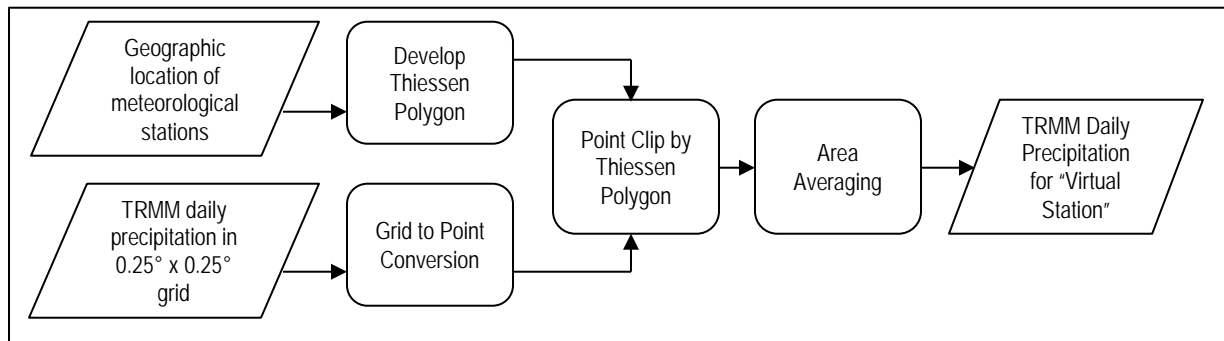 Geographic
location of
meteorological
stations
Develop
Thiessen
Polygon
TRMM daily
precipitation in
0.25° x 0.25°
grid
Grid to Point
Conversion
Point Clip by
Thiessen
Polygon
Area
Averaging
TRMM Daily
Precipitation
for “Virtual
Station”